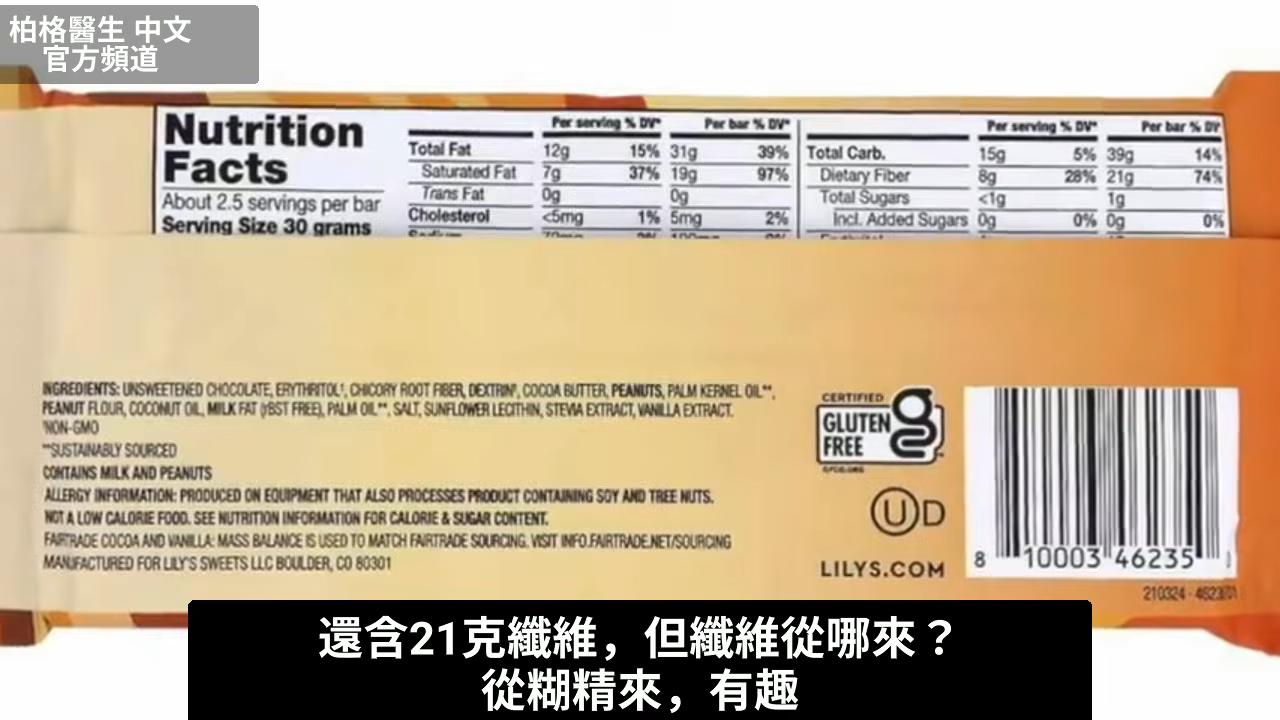 柏格醫生 中文
官方頻道
Nutrition
Facts
About 2.5 servings per bar
Serving Size 30 grams
Per serving % DV* Per bar % DV*
Total Fat 12g 15% 31g 39%
Saturated Fat 7g 37% 19g 97%
Trans Fat 0g 0g
Cholesterol <5mg 1% 5mg 2%
Per serving % DV* Per bar % DV
Total Carb. 15g 5% 39g 14%
Dietary Fiber 8g 28% 21g 74%
Total Sugars <1g 1g
Incl. Added Sugars 0g 0% 0g 0%
INGREDIENTS: UNSWEETENED CHOCOLATE, ERYTHRITOL†, CHICORY ROOT FIBER, DEXTRIN†, COCOA BUTTER, PEANUTS, PALM KERNEL OIL**,
PEANUT FLOUR, COCONUT OIL, MILK FAT (rBST FREE), PALM OIL**, SALT, SUNFLOWER LECITHIN, STEVIA EXTRACT, VANILLA EXTRACT.
†NON-GMO
**SUSTAINABLY SOURCED
CONTAINS MILK AND PEANUTS
ALLERGY INFORMATION: PRODUCED ON EQUIPMENT THAT ALSO PROCESSES PRODUCT CONTAINING SOY AND TREE NUTS.
NOT A LOW CALORIE FOOD. SEE NUTRITION INFORMATION FOR CALORIE & SUGAR CONTENT.
FAIRTRADE COCOA AND VANILLA: MASS BALANCE IS USED TO MATCH FAIRTRADE SOURCING. VISIT INFO.FAIRTRADE.NET/SOURCING
MANUFACTURED FOR LILY'S SWEETS LLC BOULDER, CO 80301
CERTIFIED
GLUTEN
FREE
GFCO.ORG
U D
LILYS.COM
8 10003 46235
還含21克纖維，但纖維從哪來？
從糊精來，有趣